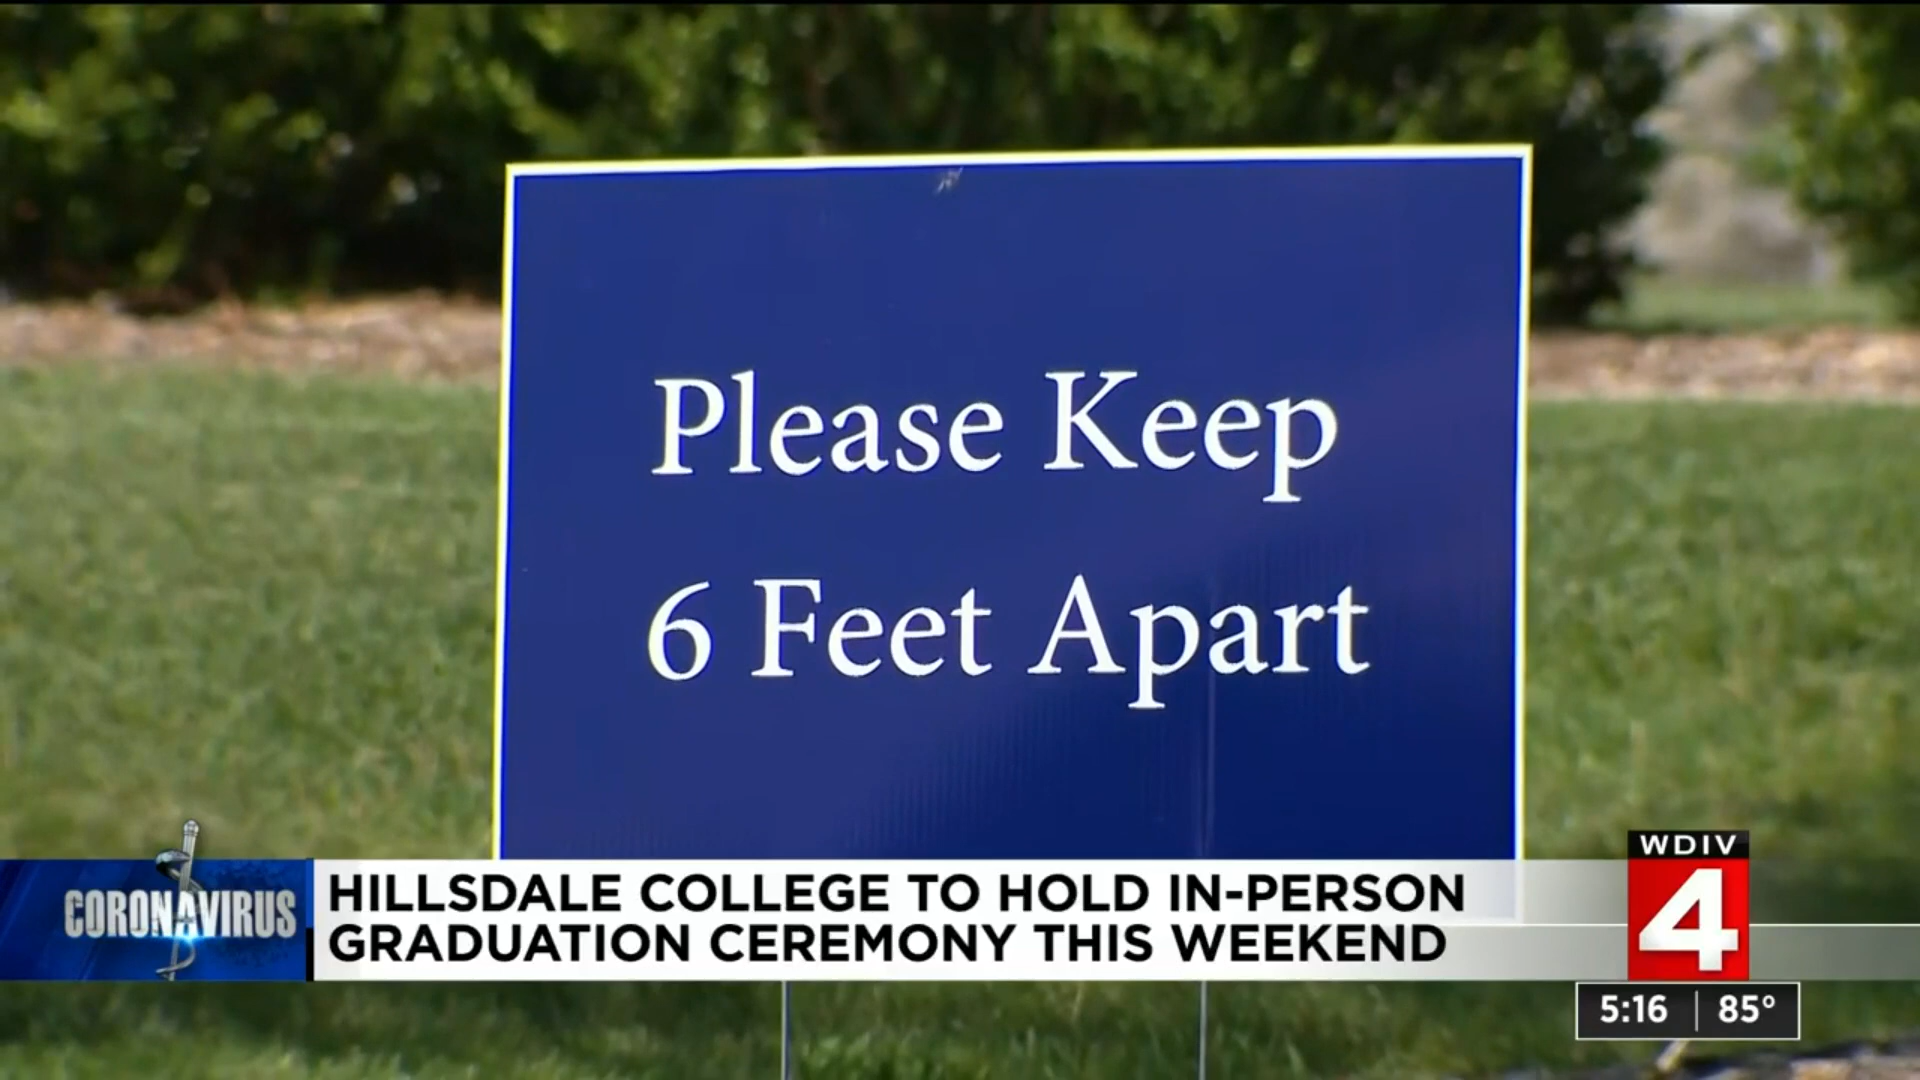 Please Keep
6 Feet Apart
CORONAVIRUS
HILLSDALE COLLEGE TO HOLD IN-PERSON
GRADUATION CEREMONY THIS WEEKEND
WDIV
4
5:16 85°